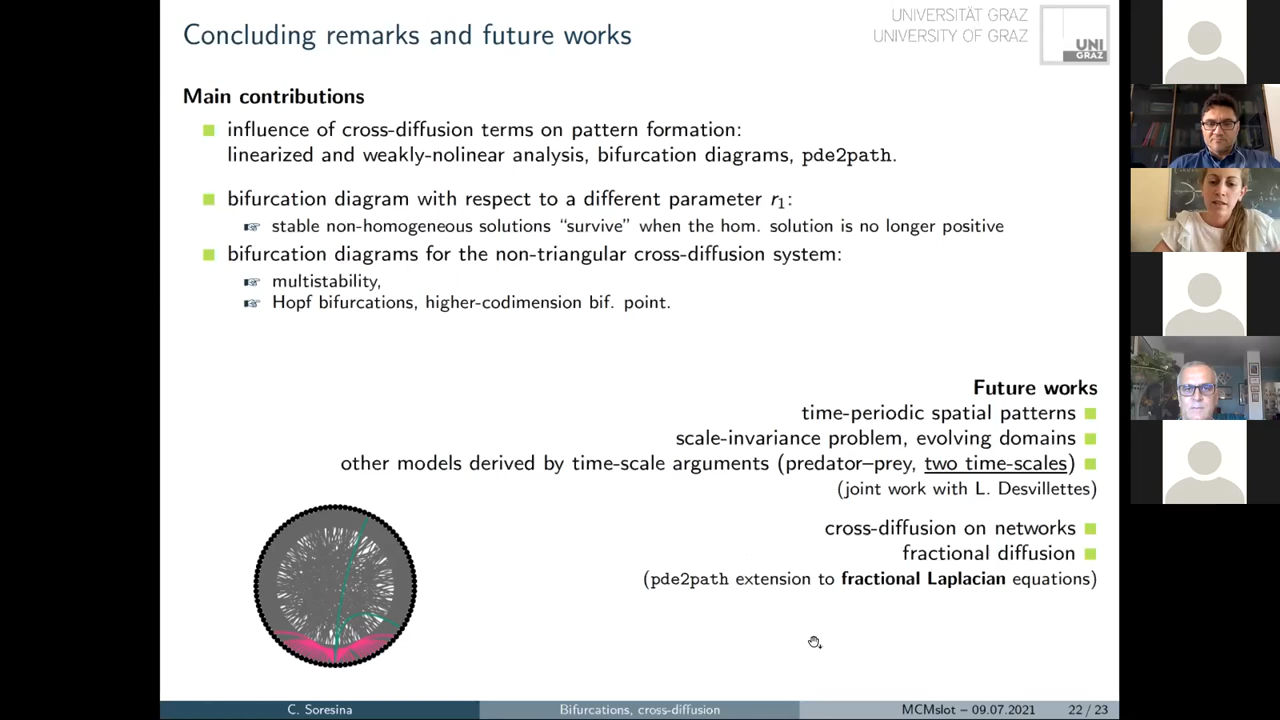 Concluding remarks and future works
UNIVERSITÄT GRAZ
UNIVERSITY OF GRAZ
UNI
GRAZ
Main contributions
influence of cross-diffusion terms on pattern formation:
linearized and weakly-nolinear analysis, bifurcation diagrams, pde2path.
bifurcation diagram with respect to a different parameter r₁:
stable non-homogeneous solutions “survive” when the hom. solution is no longer positive
bifurcation diagrams for the non-triangular cross-diffusion system:
multistability,
Hopf bifurcations, higher-codimension bif. point.
Future works
time-periodic spatial patterns
scale-invariance problem, evolving domains
other models derived by time-scale arguments (predator–prey, two time-scales)
(joint work with L. Desvillettes)
cross-diffusion on networks
fractional diffusion
(pde2path extension to fractional Laplacian equations)
C. Soresina
Bifurcations, cross-diffusion
MCMslot – 09.07.2021
22 / 23